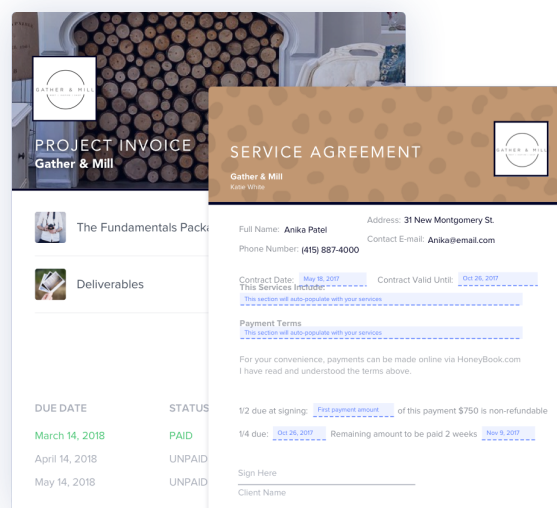 GATHER & MILL
PROJECT INVOICE
Gather & Mill
The Fundamentals Packa
Deliverables
DUE DATE STATUS
March 14, 2018 PAID
April 14, 2018 UNPAID
May 14, 2018 UNPAID
GATHER & MILL
SERVICE AGREEMENT
Gather & Mill
Katie White
Full Name: Anika Patel
Address: 31 New Montgomery St.
Phone Number: (415) 887-4000
Contact E-mail: Anika@email.com
Contract Date: May 18, 2017 Contract Valid Until: Oct 26, 2017
This Services Include:
This section will auto-populate with your services
Payment Terms
This section will auto-populate with your services
For your convenience, payments can be made online via HoneyBook.com
I have read and understood the terms above.
1/2 due at signing: First payment amount of this payment $750 is non-refundable
1/4 due: Oct 26, 2017 Remaining amount to be paid 2 weeks Nov 9, 2017
Sign Here
Client Name